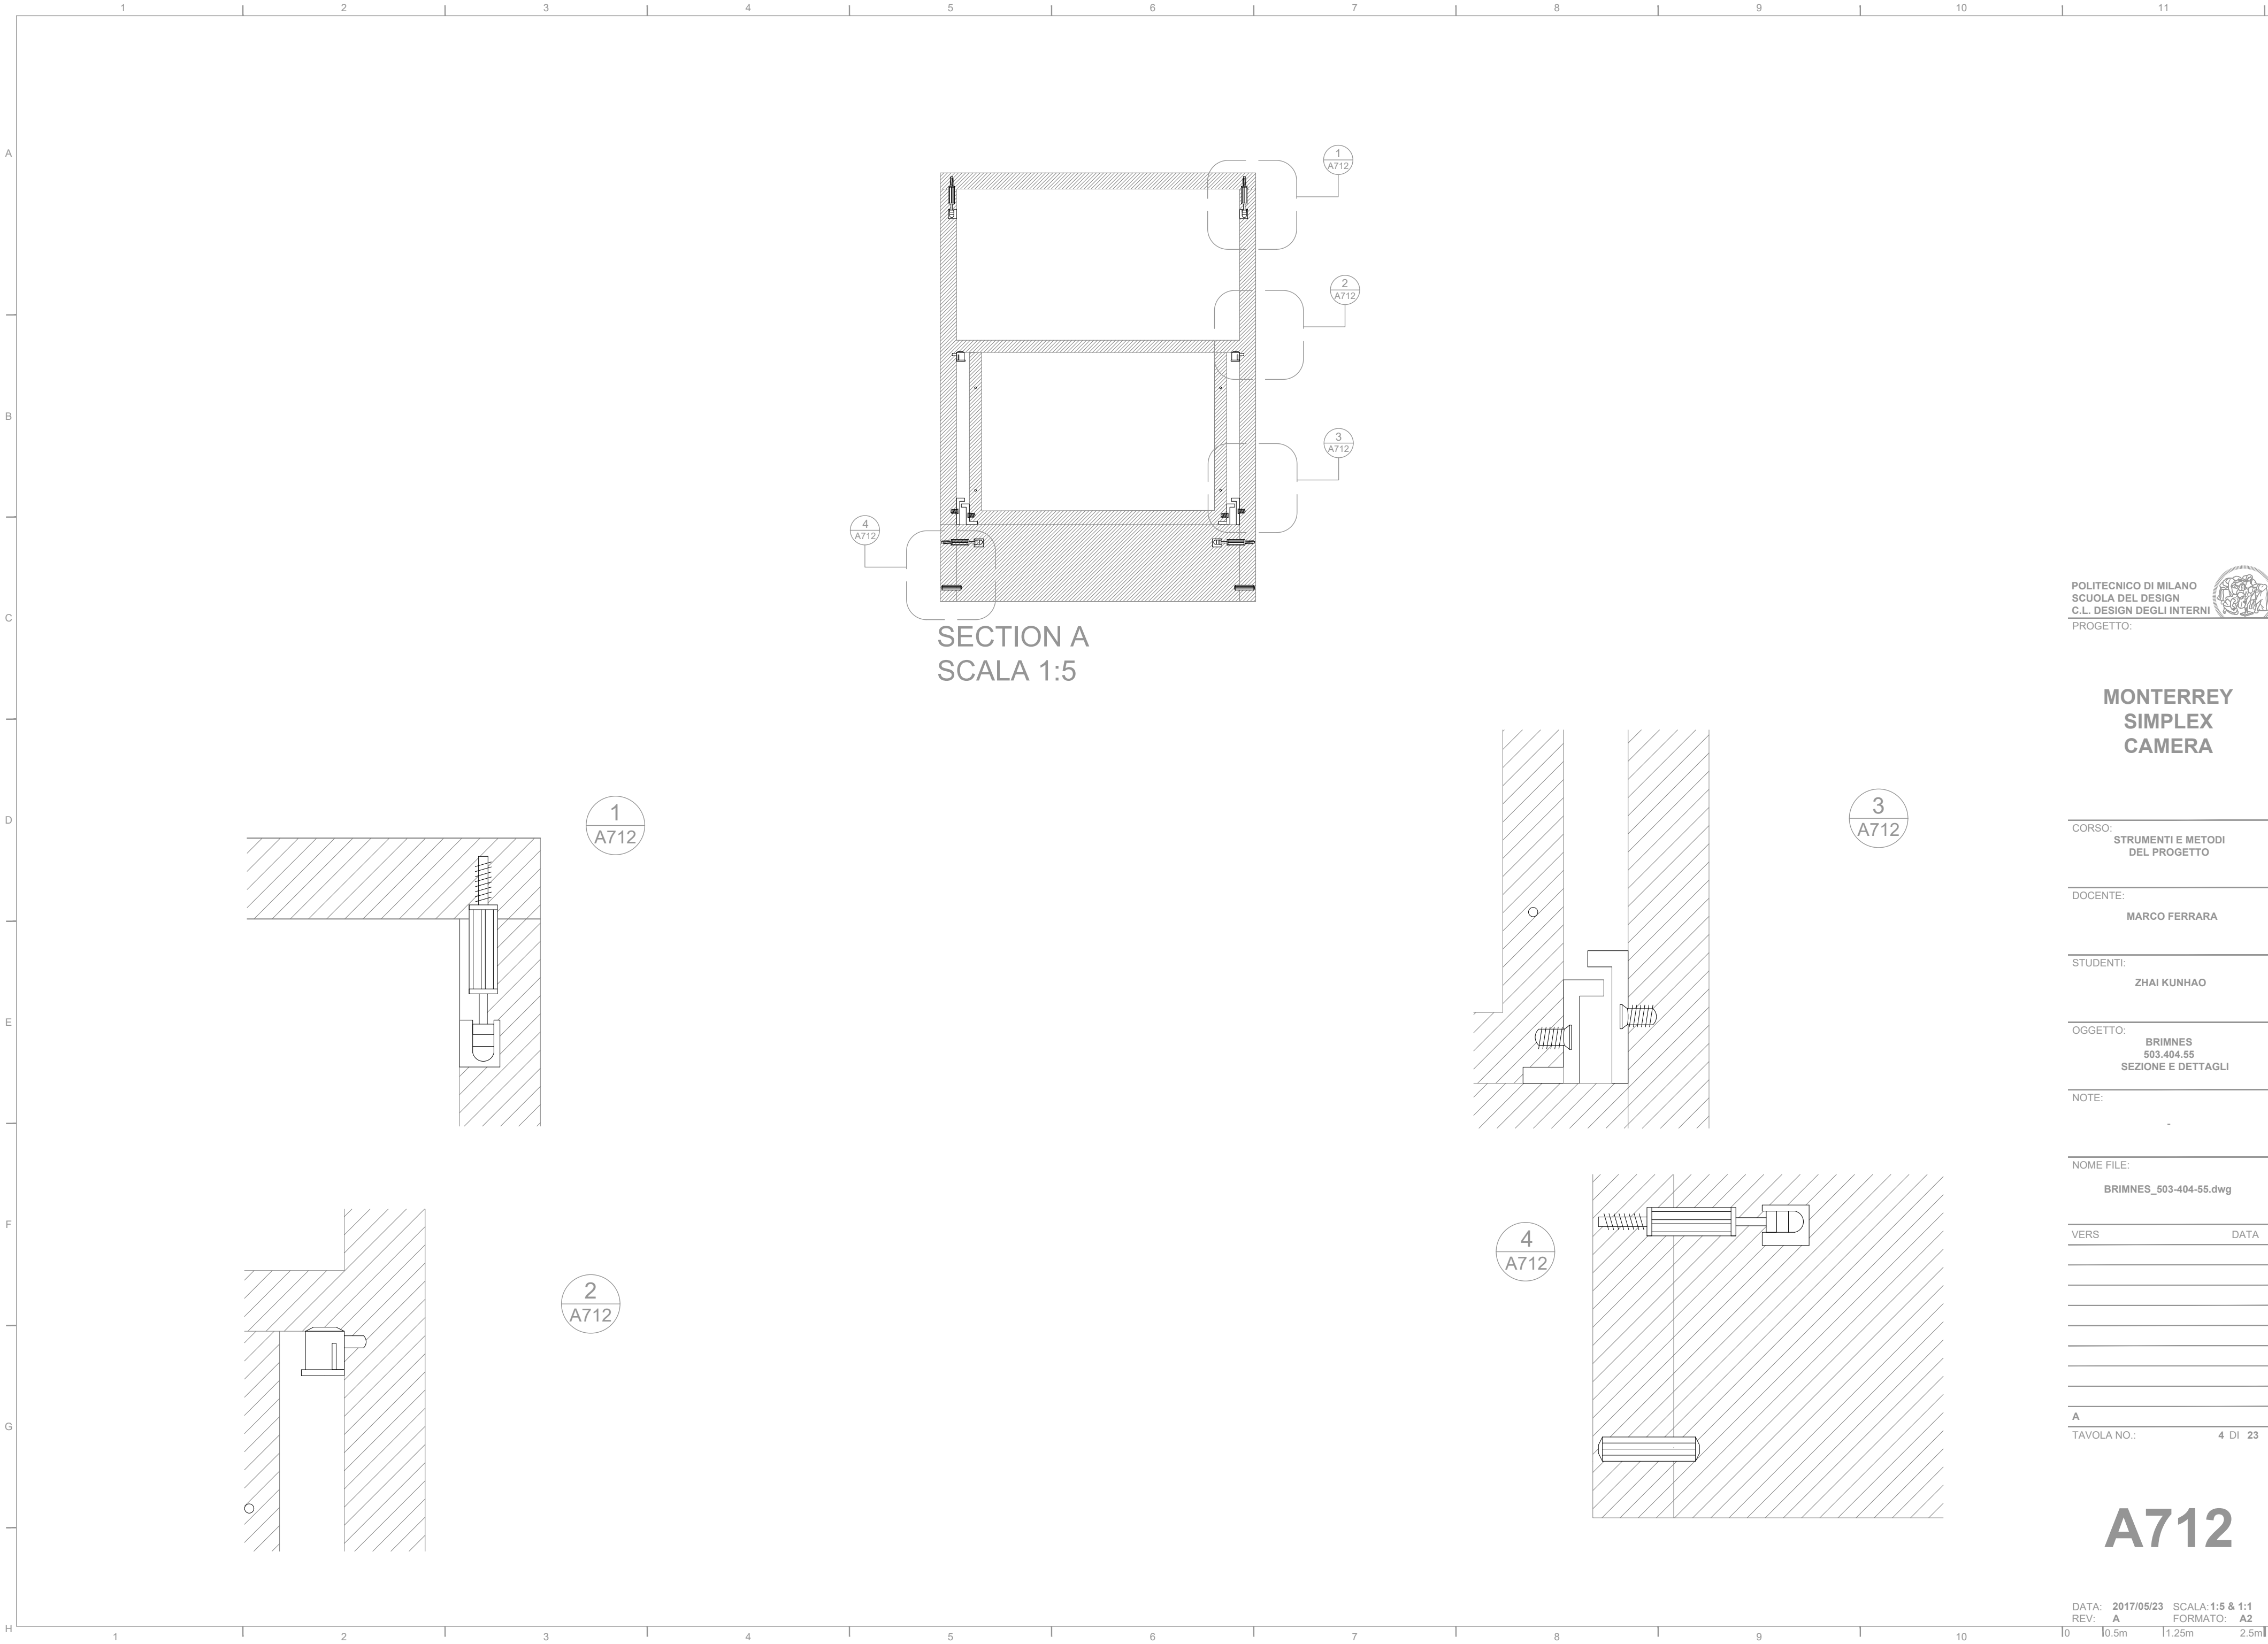 1 2 3 4 5 6 7 8 9 10 11
A
B
C
D
E
F
G
H
1
A712
2
A712
3
A712
4
A712
SECTION A
SCALA 1:5
1
A712
3
A712
2
A712
4
A712
POLITECNICO DI MILANO
SCUOLA DEL DESIGN
C.L. DESIGN DEGLI INTERNI
PROGETTO:
MONTERREY
SIMPLEX
CAMERA
CORSO:
STRUMENTI E METODI
DEL PROGETTO
DOCENTE:
MARCO FERRARA
STUDENTI:
ZHAI KUNHAO
OGGETTO:
BRIMNES
503.404.55
SEZIONE E DETTAGLI
NOTE:
-
NOME FILE:
BRIMNES_503-404-55.dwg
VERS DATA
A
TAVOLA NO.: 4 DI 23
A712
DATA: 2017/05/23 SCALA: 1:5 & 1:1
REV: A FORMATO: A2
1 2 3 4 5 6 7 8 9 10
0 0.5m 1.25m 2.5m